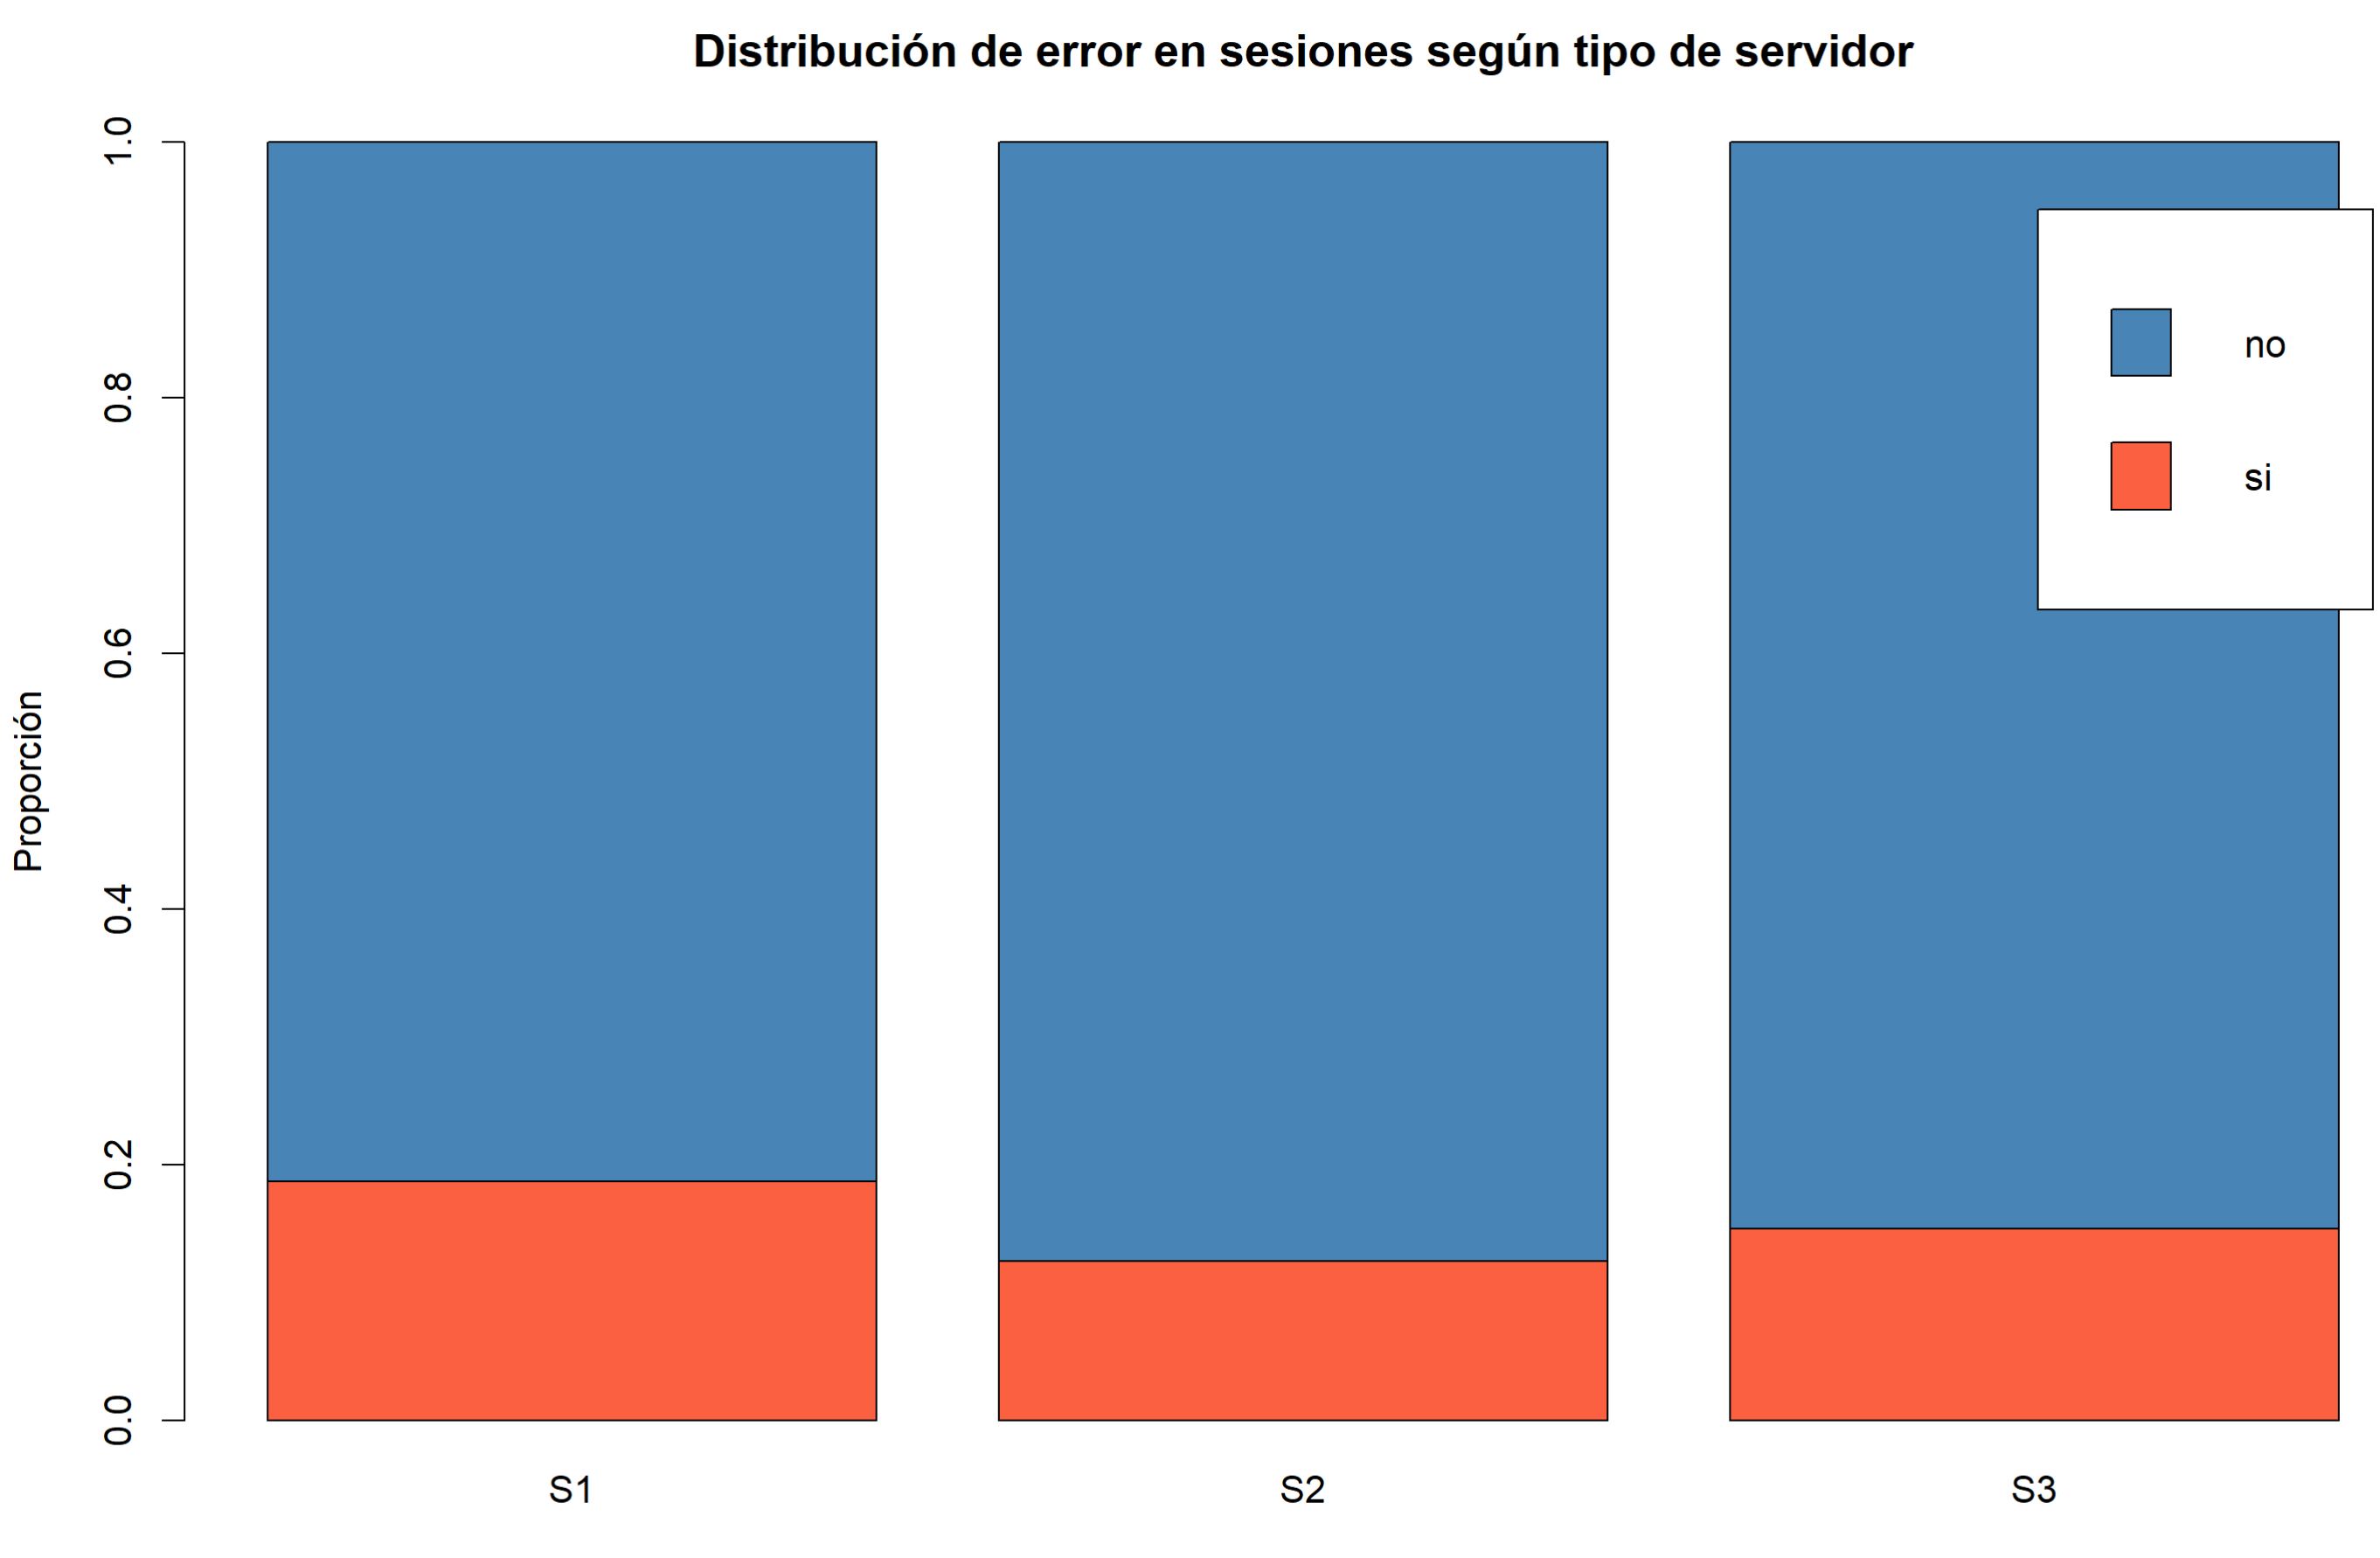 Distribución de error en sesiones según tipo de servidor
Proporción
1.0
0.8
0.6
0.4
0.2
0.0
no
si
S1
S2
S3